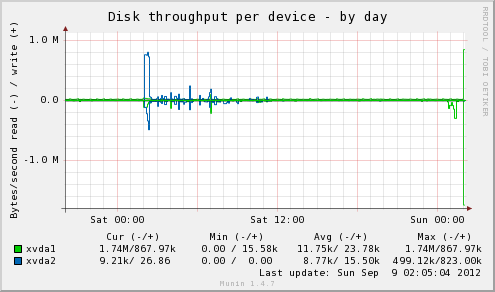 Disk throughput per device - by day
RRDTOOL / TOBI OETIKER
Bytes/second read (-) / write (+)
1.0 M
0.0
-1.0 M
Sat 00:00 Sat 12:00 Sun 00:00
Cur (-/+) Min (-/+) Avg (-/+) Max (-/+)
xvda1 1.74M/867.97k 0.00 / 15.58k 11.75k/ 23.78k 1.74M/867.97k
xvda2 9.21k/ 26.86 0.00 / 0.00 8.77k/ 15.50k 499.12k/823.00k
Last update: Sun Sep 9 02:05:04 2012
Munin 1.4.7